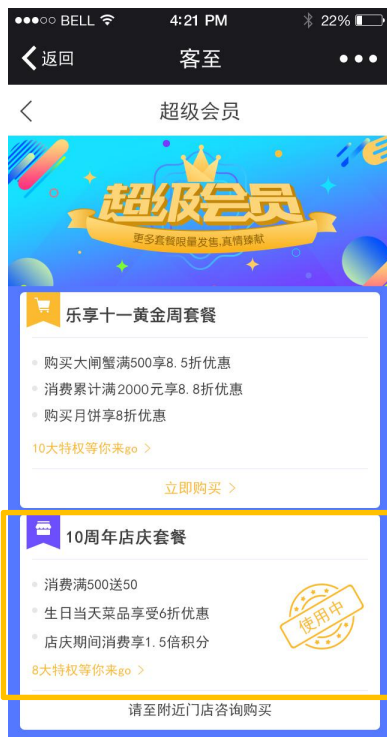 BELL 4:21 PM 22%
返回 客至
超级会员
超级会员
更多套餐限量发售,真情臻献
乐享十一黄金周套餐
购买大闸蟹满500享8.5折优惠
消费累计满2000元享8.8折优惠
购买月饼享8折优惠
10大特权等你来go >
立即购买 >
10周年店庆套餐
消费满500送50
生日当天菜品享受6折优惠
店庆期间消费享1.5倍积分
使用中
8大特权等你来go >
请至附近门店咨询购买